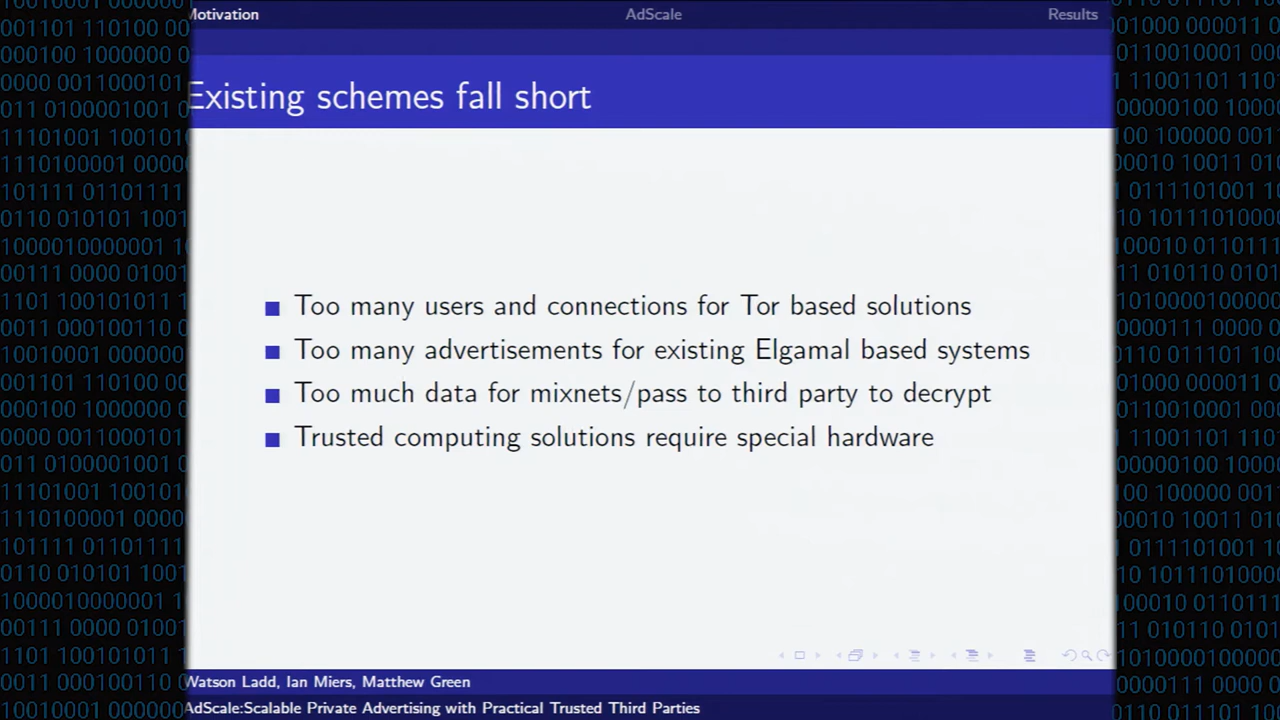 Motivation
AdScale
Results
Existing schemes fall short
Too many users and connections for Tor based solutions
Too many advertisements for existing Elgamal based systems
Too much data for mixnets/pass to third party to decrypt
Trusted computing solutions require special hardware
Watson Ladd, Ian Miers, Matthew Green
AdScale:Scalable Private Advertising with Practical Trusted Third Parties